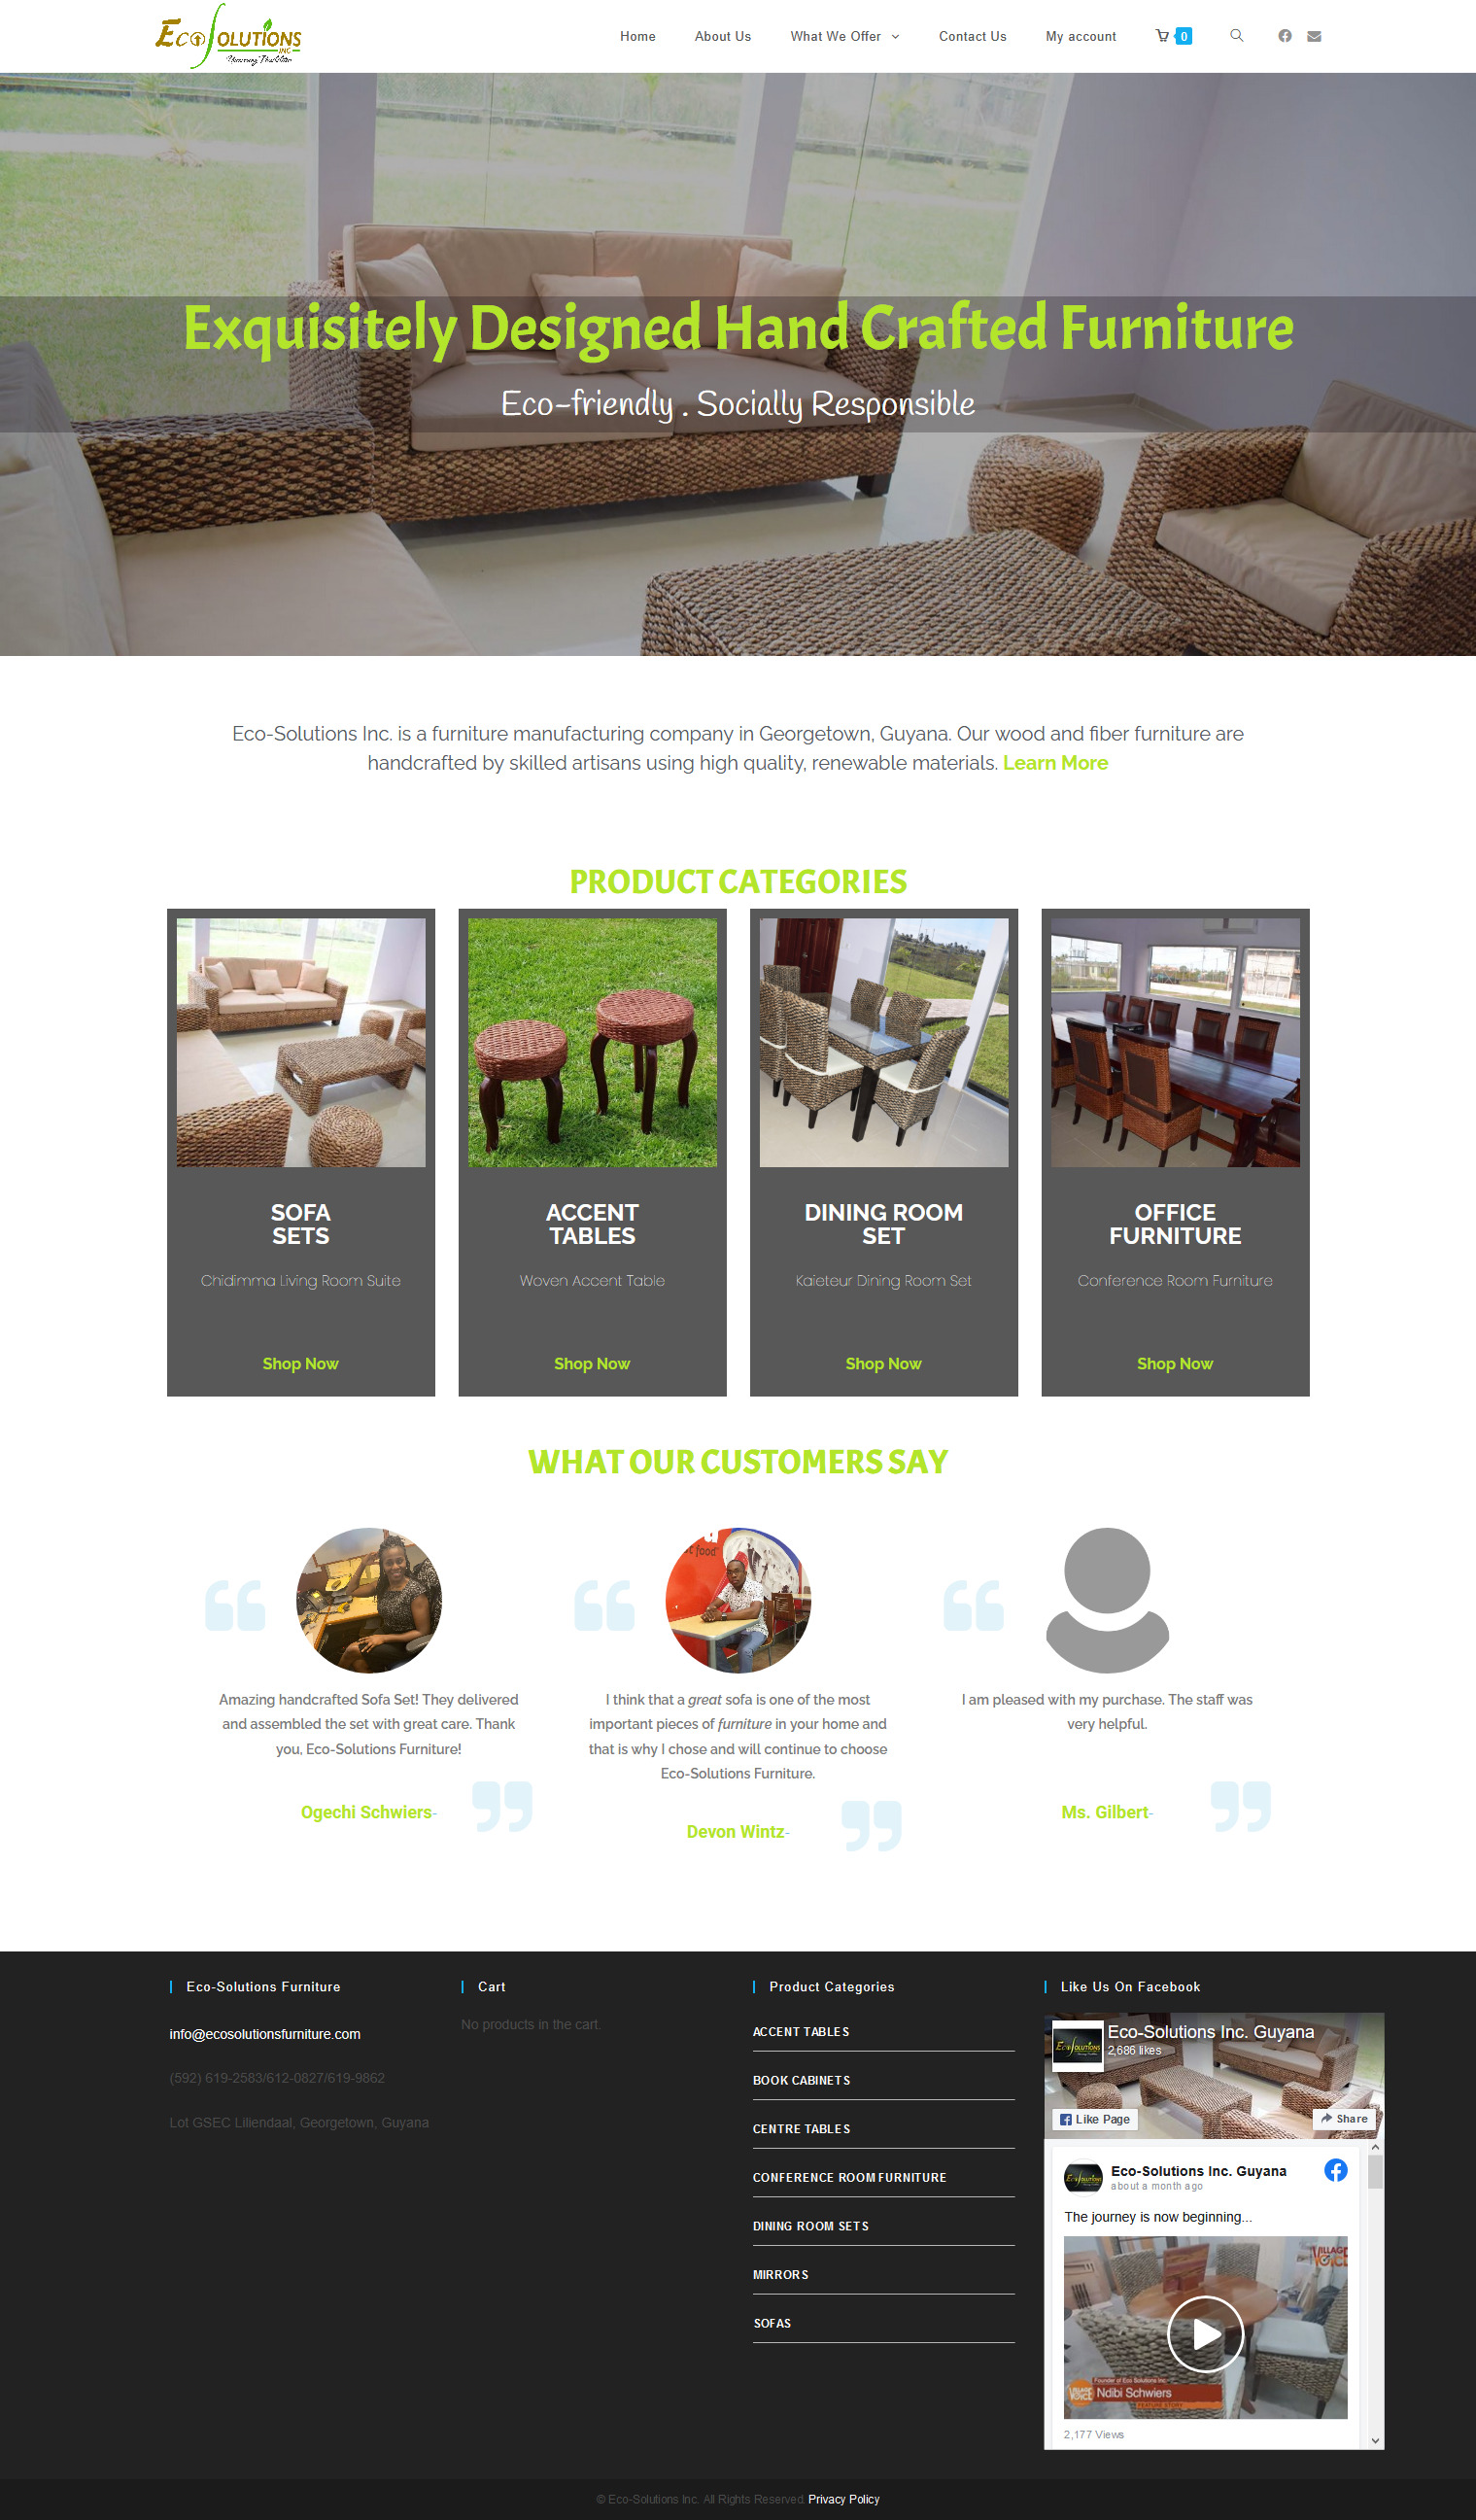 Eco Solutions
INC
Home
About Us
What We Offer
Contact Us
My account
0
Exquisitely Designed Hand Crafted Furniture
Eco-friendly . Socially Responsible
Eco-Solutions Inc. is a furniture manufacturing company in Georgetown, Guyana. Our wood and fiber furniture are
handcrafted by skilled artisans using high quality, renewable materials. Learn More
PRODUCT CATEGORIES
SOFA
SETS
Chidimma Living Room Suite
Shop Now
ACCENT
TABLES
Woven Accent Table
Shop Now
DINING ROOM
SET
Kaieteur Dining Room Set
Shop Now
OFFICE
FURNITURE
Conference Room Furniture
Shop Now
WHAT OUR CUSTOMERS SAY
Amazing handcrafted Sofa Set! They delivered
and assembled the set with great care. Thank
you, Eco-Solutions Furniture!
Ogechi Schwiers-
t food"
I think that a great sofa is one of the most
important pieces of furniture in your home and
that is why I chose and will continue to choose
Eco-Solutions Furniture.
Devon Wintz-
I am pleased with my purchase. The staff was
very helpful.
Ms. Gilbert-
Eco-Solutions Furniture
info@ecosolutionsfurniture.com
(592) 619-2583/612-0827/619-9862
Lot GSEC Liliendaal, Georgetown, Guyana
Cart
No products in the cart.
Product Categories
ACCENT TABLES
BOOK CABINETS
CENTRE TABLES
CONFERENCE ROOM FURNITURE
DINING ROOM SETS
MIRRORS
SOFAS
Like Us On Facebook
Eco-Solutions Inc. Guyana
2,686 likes
Like Page
Share
Eco-Solutions Inc. Guyana
about a month ago
The journey is now beginning...
VILLAGE
VOICE
Founder of Eco Solutions Inc.
VILLAGE
VOICE
Ndibi Schwiers
FEATURE STORY
2,177 Views
© Eco-Solutions Inc. All Rights Reserved. Privacy Policy